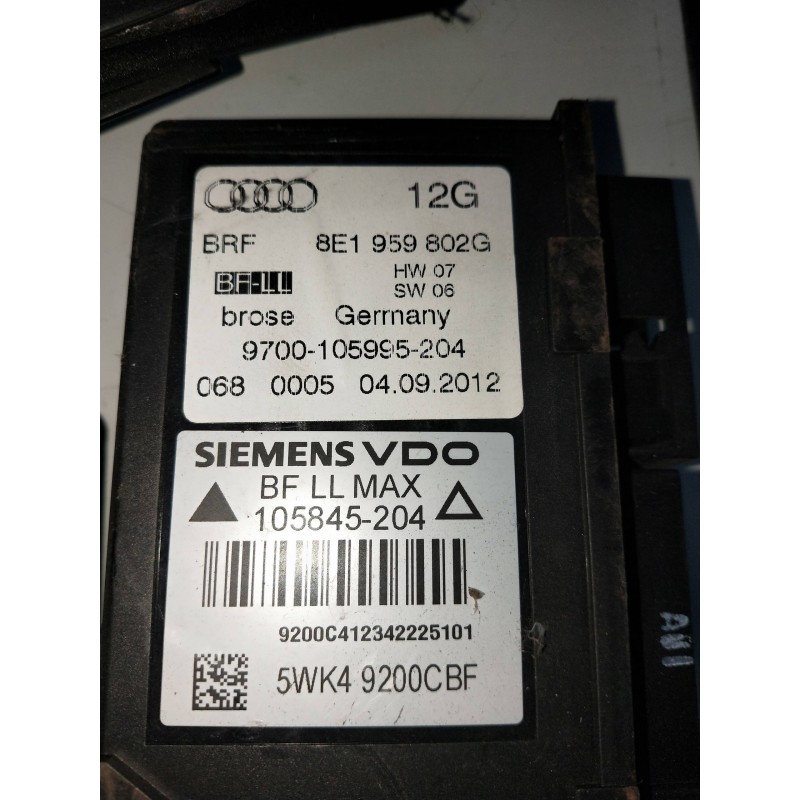 12G
BRF 8E1 959 802G
BF-LL HW 07
SW 06
brose Germany
9700-105995-204
068 0005 04.09.2012
SIEMENS VDO
BF LL MAX
105845-204
9200C412342225101
5WK4 9200CBF